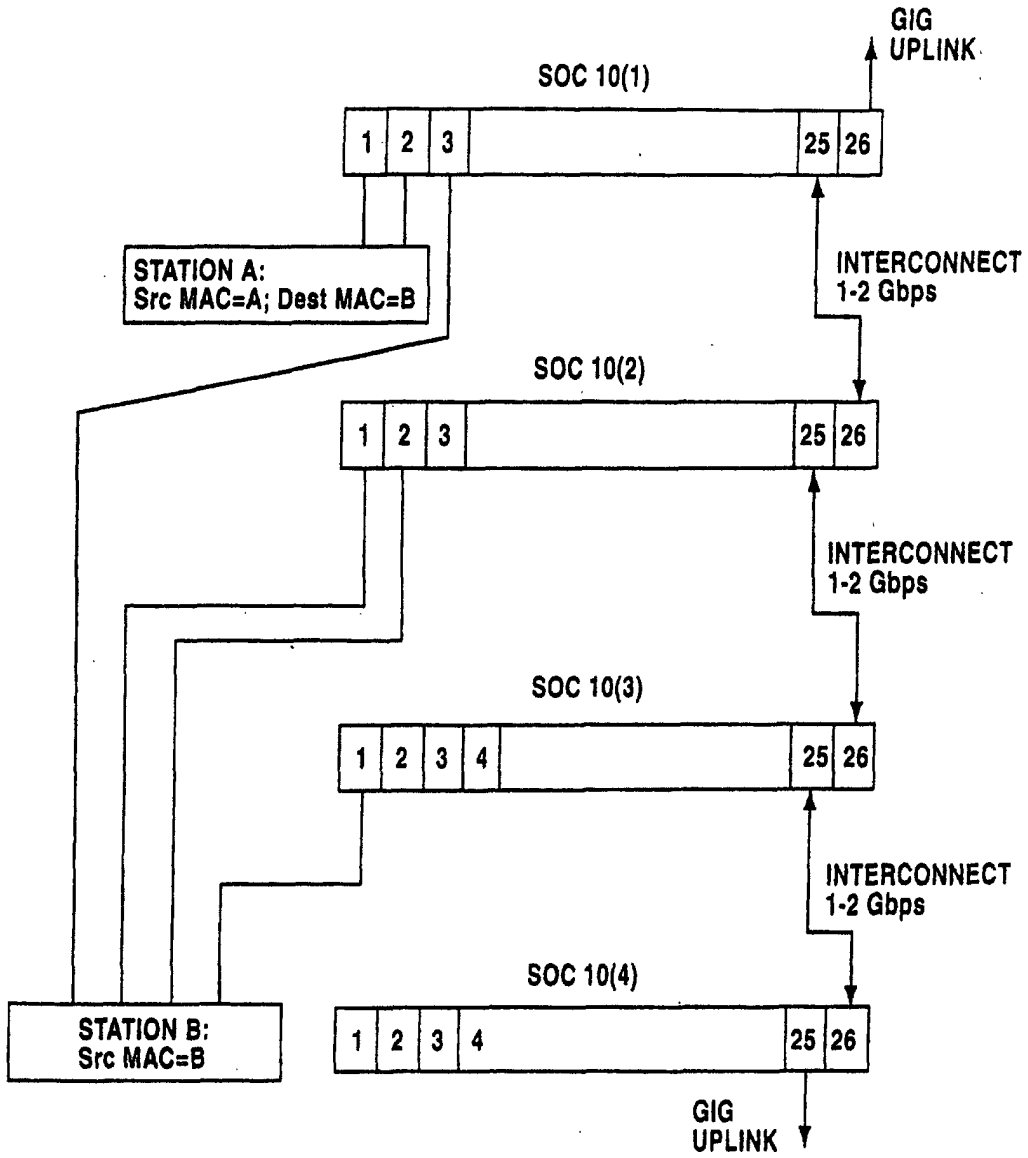 GIG
UPLINK
SOC 10(1)
1 2 3 25 26
STATION A:
Src MAC=A; Dest MAC=B
INTERCONNECT
1-2 Gbps
SOC 10(2)
1 2 3 25 26
INTERCONNECT
1-2 Gbps
SOC 10(3)
1 2 3 4 25 26
INTERCONNECT
1-2 Gbps
SOC 10(4)
STATION B:
Src MAC=B
1 2 3 4 25 26
GIG
UPLINK